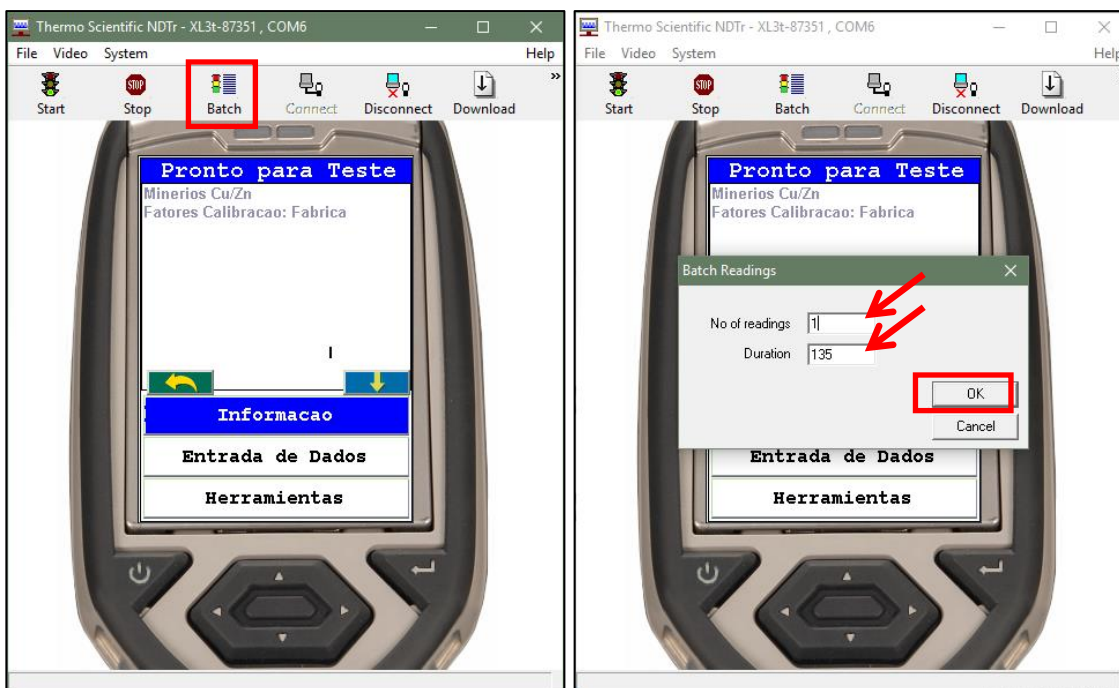 Thermo Scientific NDTr - XL3t-87351 , COM6
File Video System Help
STOP
Start Stop Batch Connect Disconnect Download »
Pronto para Teste
Minerios Cu/Zn
Fatores Calibracao: Fabrica
Informacao
Entrada de Dados
Herramientas
Thermo Scientific NDTr - XL3t-87351 , COM6
File Video System Help
STOP
Start Stop Batch Connect Disconnect Download
Pronto para Teste
Minerios Cu/Zn
Fatores Calibracao: Fabrica
Batch Readings
No of readings 1
Duration 135
OK
Cancel
Entrada de Dados
Herramientas